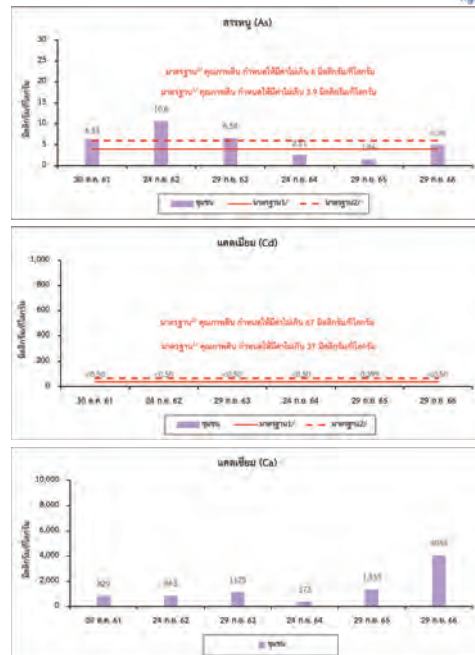 สารหนู (As)
มิลลิกรัม/กิโลกรัม
30
25
20
15
10
5
0
มาตรฐาน2/ คุณภาพดิน กำหนดให้มีค่าไม่เกิน 6 มิลลิกรัม/กิโลกรัม
มาตรฐาน1/ คุณภาพดิน กำหนดให้มีค่าไม่เกิน 3.9 มิลลิกรัม/กิโลกรัม
10.6
30 ต.ค. 61
24 ก.ย. 62
29 ก.ย. 63
24 ก.ย. 64
29 ก.ย. 65
29 ก.ย. 66
ชุมชน
มาตรฐาน1/
มาตรฐาน2/
แคดเมียม (Cd)
มิลลิกรัม/กิโลกรัม
1,000
800
600
400
200
0
มาตรฐาน2/ คุณภาพดิน กำหนดให้มีค่าไม่เกิน 67 มิลลิกรัม/กิโลกรัม
มาตรฐาน1/ คุณภาพดิน กำหนดให้มีค่าไม่เกิน 37 มิลลิกรัม/กิโลกรัม
<0.50
<0.50
<0.50
<0.50
<0.50
30 ต.ค. 61
24 ก.ย. 62
29 ก.ย. 63
24 ก.ย. 64
29 ก.ย. 65
29 ก.ย. 66
ชุมชน
มาตรฐาน1/
มาตรฐาน2/
แคลเซียม (Ca)
มิลลิกรัม/กิโลกรัม
10,000
8,000
6,000
4,000
2,000
0
829
1125
24 ก.ย. 62
29 ก.ย. 63
24 ก.ย. 64
29 ก.ย. 65
29 ก.ย. 66
ชุมชน